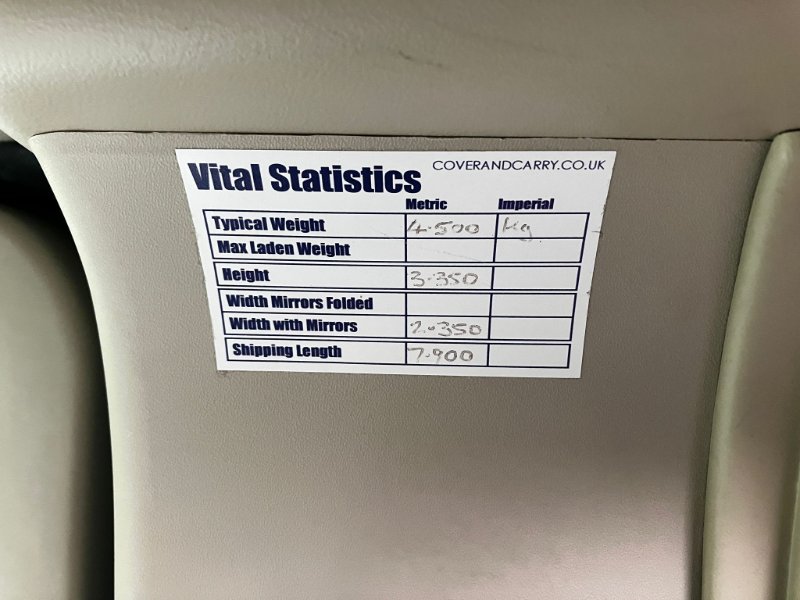 Vital Statistics COVERANDCARRY.CO.UK
Metric Imperial
Typical Weight 4.500 kg
Max Laden Weight
Height 3.350
Width Mirrors Folded
Width with Mirrors 2.350
Shipping Length 7.900